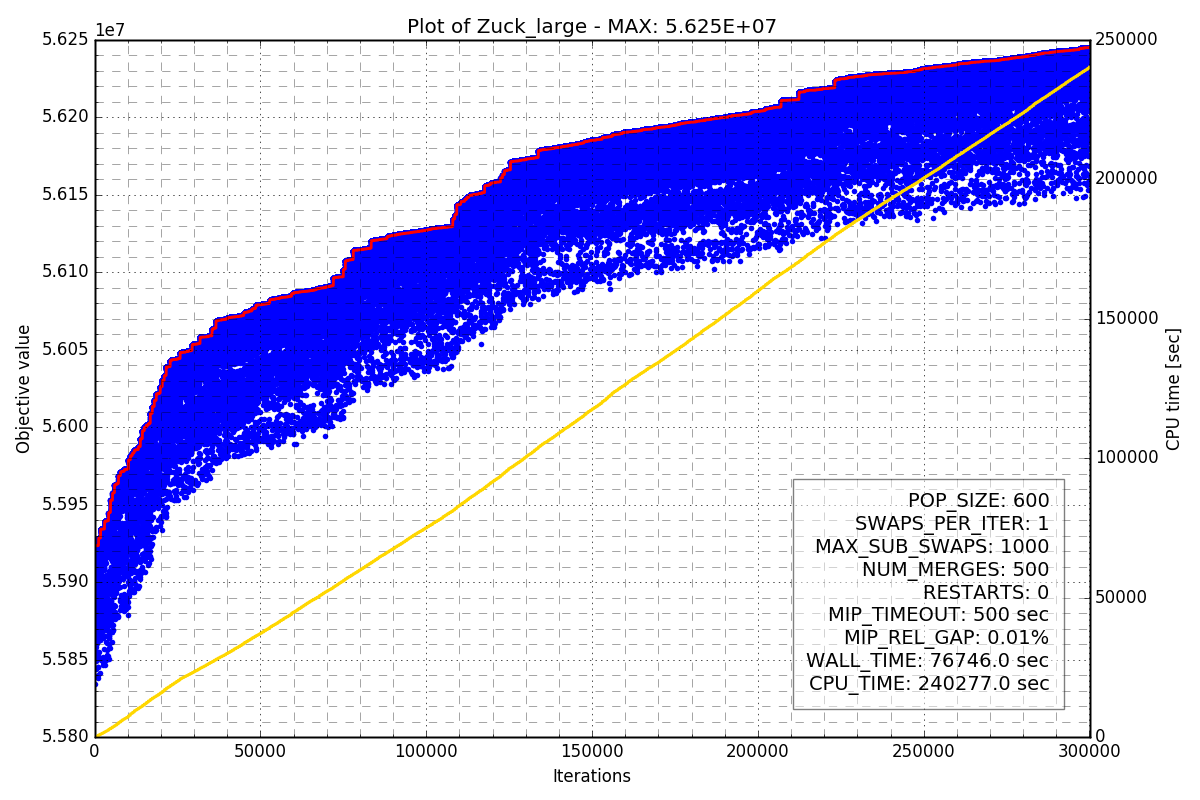 Plot of Zuck_large - MAX: 5.625E+07
1e7
5.625
5.620
5.615
5.610
5.605
5.600
5.595
5.590
5.585
5.580
Objective value
250000
200000
150000
100000
50000
0
CPU time [sec]
POP_SIZE: 600
SWAPS_PER_ITER: 1
MAX_SUB_SWAPS: 1000
NUM_MERGES: 500
RESTARTS: 0
MIP_TIMEOUT: 500 sec
MIP_REL_GAP: 0.01%
WALL_TIME: 76746.0 sec
CPU_TIME: 240277.0 sec
0 50000 100000 150000 200000 250000 300000
Iterations